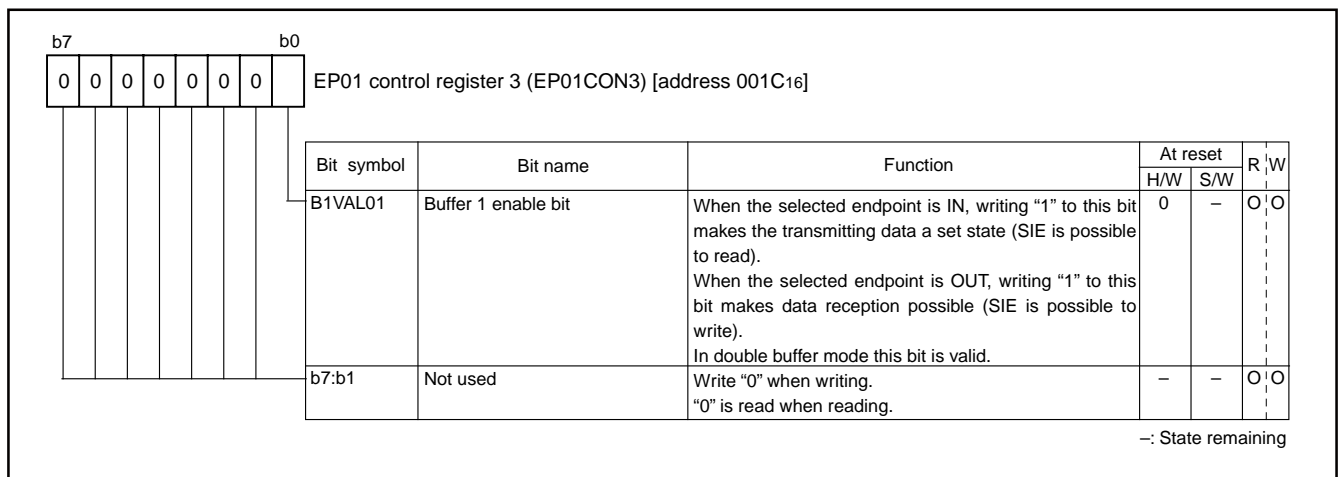 b7 b0
0 0 0 0 0 0 0 EP01 control register 3 (EP01CON3) [address 001C16]
Bit symbol Bit name Function At reset R W
H/W S/W
B1VAL01 Buffer 1 enable bit When the selected endpoint is IN, writing “1” to this bit 0 – O O
makes the transmitting data a set state (SIE is possible
to read).
When the selected endpoint is OUT, writing “1” to this
bit makes data reception possible (SIE is possible to
write).
In double buffer mode this bit is valid.
b7:b1 Not used Write “0” when writing. – – O O
“0” is read when reading.
–: State remaining